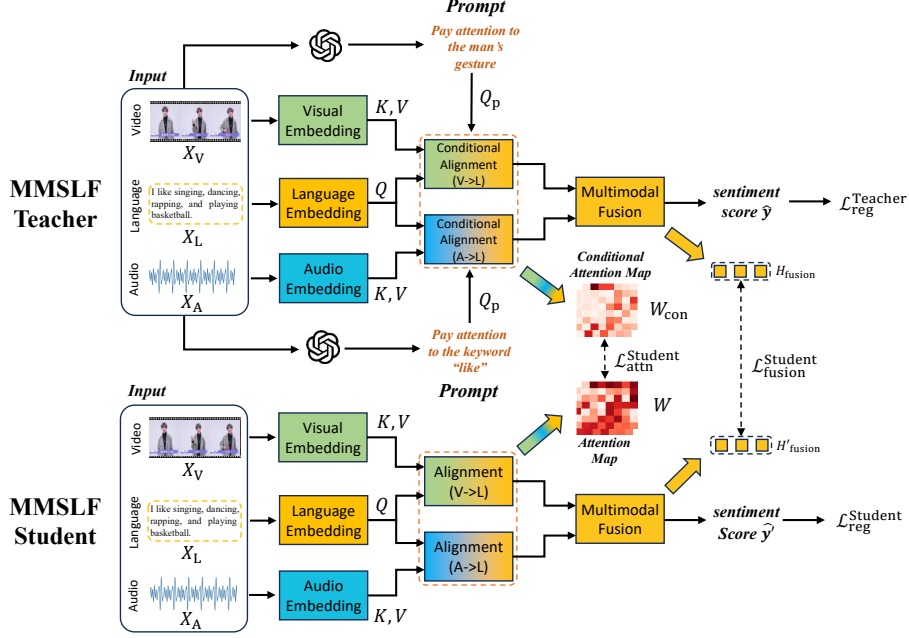 Prompt
Pay attention to
the man's
gesture
Input
Q_p
Video
X_V
Visual
Embedding
K, V
Conditional
Alignment
(V->L)
MMSLF
Teacher
Language
I like singing, dancing,
rapping, and playing
basketball.
X_L
Language
Embedding
Q
Multimodal
Fusion
sentiment
score ŷ
ℒ_reg^Teacher
Audio
X_A
Audio
Embedding
K, V
Conditional
Alignment
(A->L)
Conditional
Attention Map
W_con
H_fusion
Q_p
Pay attention
to the keyword
"like"
Prompt
ℒ_attn^Student
ℒ_fusion^Student
W
Attention
Map
H'_fusion
Input
Video
X_V
Visual
Embedding
K, V
Alignment
(V->L)
MMSLF
Student
Language
I like singing, dancing,
rapping, and playing
basketball.
X_L
Language
Embedding
Q
Multimodal
Fusion
sentiment
Score ŷ'
ℒ_reg^Student
Audio
X_A
Audio
Embedding
K, V
Alignment
(A->L)